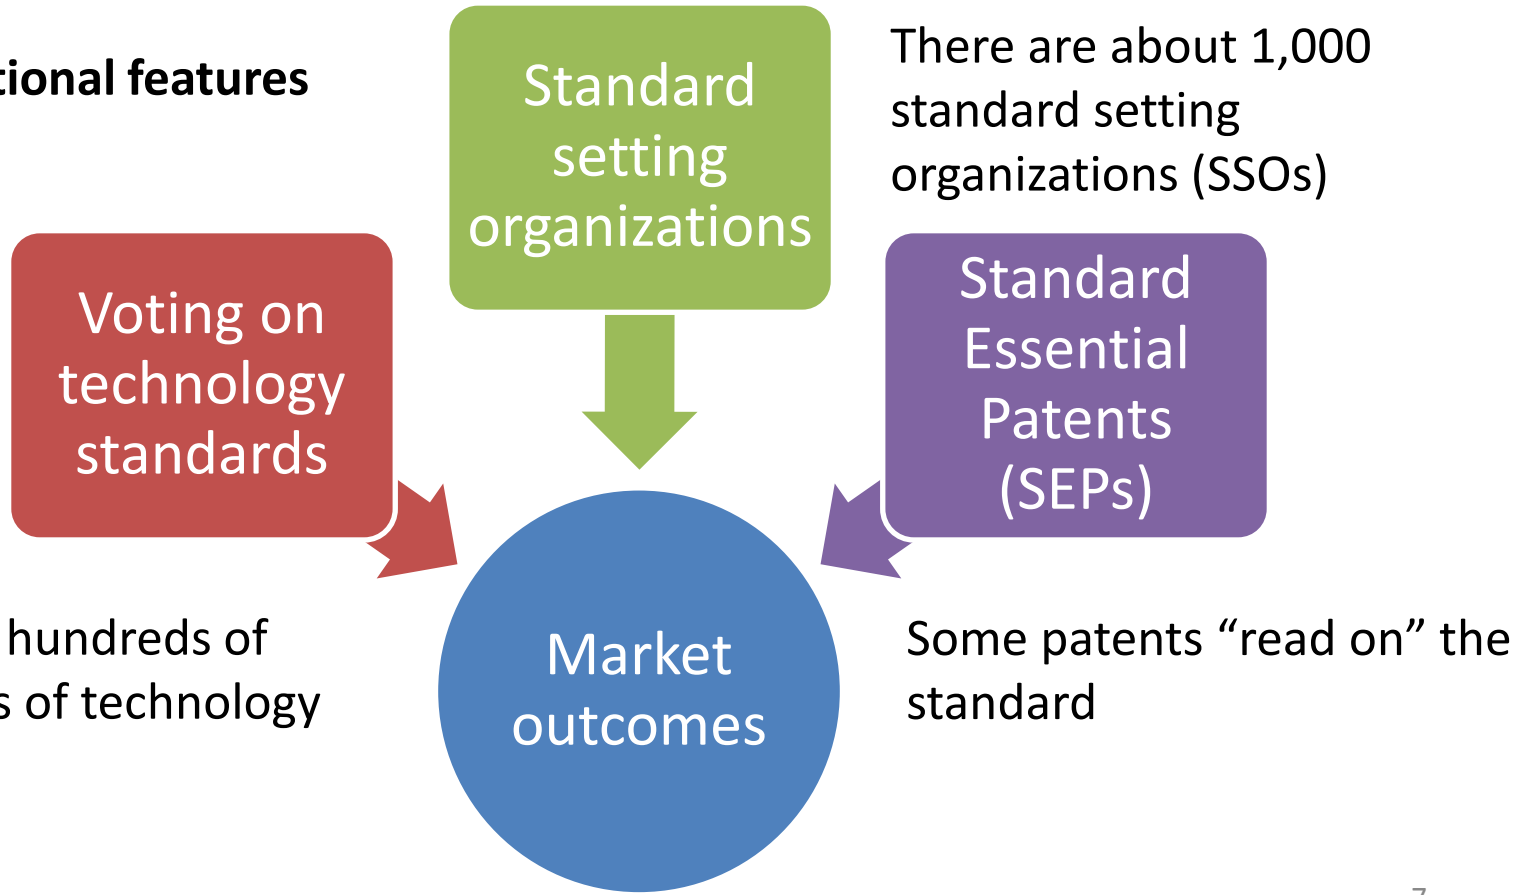 tional features
Standard
setting
organizations
There are about 1,000
standard setting
organizations (SSOs)
Voting on
technology
standards
Standard
Essential
Patents
(SEPs)
hundreds of
s of technology
Market
outcomes
Some patents “read on” the
standard
7